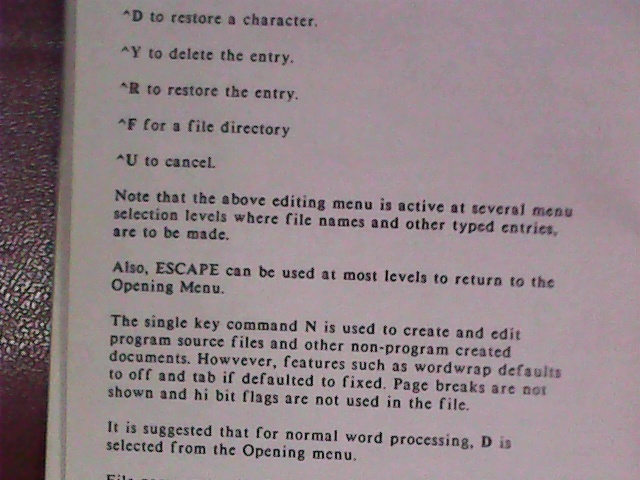 ^D to restore a character.
^Y to delete the entry.
^R to restore the entry.
^F for a file directory
^U to cancel.
Note that the above editing menu is active at several menu
selection levels where file names and other typed entries,
are to be made.
Also, ESCAPE can be used at most levels to return to the
Opening Menu.
The single key command N is used to create and edit
program source files and other non-program created
documents. Howvever, features such as wordwrap defaults
to off and tab if defaulted to fixed. Page breaks are not
shown and hi bit flags are not used in the file.
It is suggested that for normal word processing, D is
selected from the Opening menu.
File